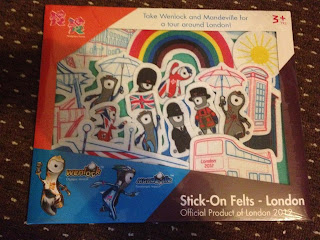 Take Wenlock and Mandeville for
a tour around London!
3+
London
2012
WENLOCK
Stick-On Felts - London
Official Product of London 2012